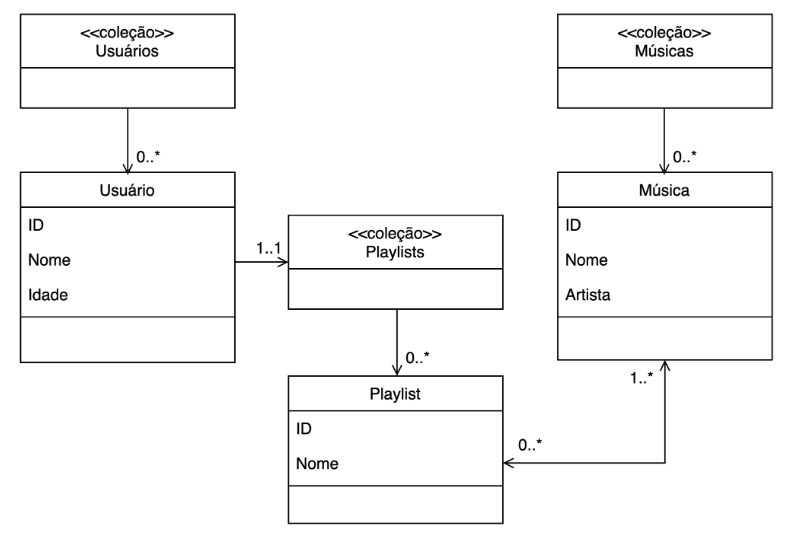 <<coleção>>
Usuários
0..*
Usuário
ID
Nome
Idade
1..1
<<coleção>>
Playlists
0..*
Playlist
ID
Nome
<<coleção>>
Músicas
0..*
Música
ID
Nome
Artista
1..*
0..*